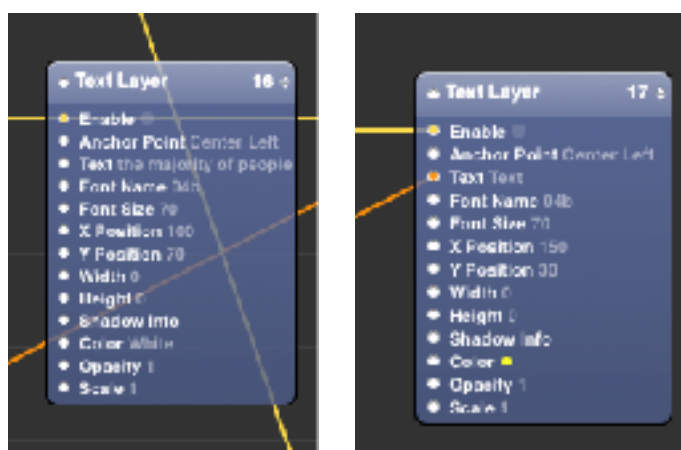 Text Layer 16
Enable
Anchor Point Center Left
Text the majority of people
Font Name 04b
Font Size 70
X Position 100
Y Position 70
Width 0
Height 0
Shadow Info
Color White
Opacity 1
Scale 1
Text Layer 17
Enable
Anchor Point Center Left
Text Text
Font Name 04b
Font Size 70
X Position 150
Y Position 30
Width 0
Height 0
Shadow Info
Color
Opacity 1
Scale 1